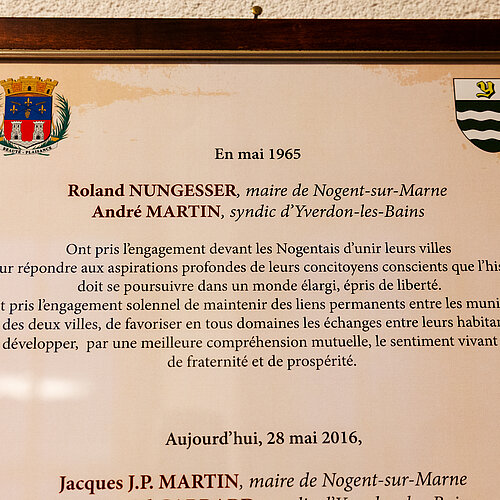 BEAUTÉ - PLAISANCE
Y
En mai 1965
Roland NUNGESSER, maire de Nogent-sur-Marne
André MARTIN, syndic d'Yverdon-les-Bains
Ont pris l'engagement devant les Nogentais d'unir leurs villes
ur répondre aux aspirations profondes de leurs concitoyens conscients que l'his
doit se poursuivre dans un monde élargi, épris de liberté.
t pris l'engagement solennel de maintenir des liens permanents entre les muni
des deux villes, de favoriser en tous domaines les échanges entre leurs habitan
développer, par une meilleure compréhension mutuelle, le sentiment vivant
de fraternité et de prospérité.
Aujourd'hui, 28 mai 2016,
Jacques J.P. MARTIN, maire de Nogent-sur-Marne